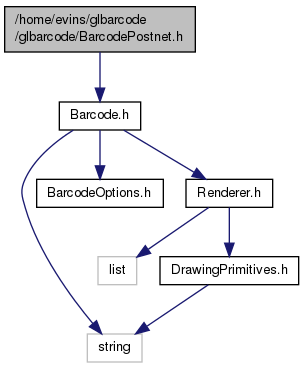 /home/evins/glbarcode
/glbarcode/BarcodePostnet.h
Barcode.h
BarcodeOptions.h
Renderer.h
list
DrawingPrimitives.h
string